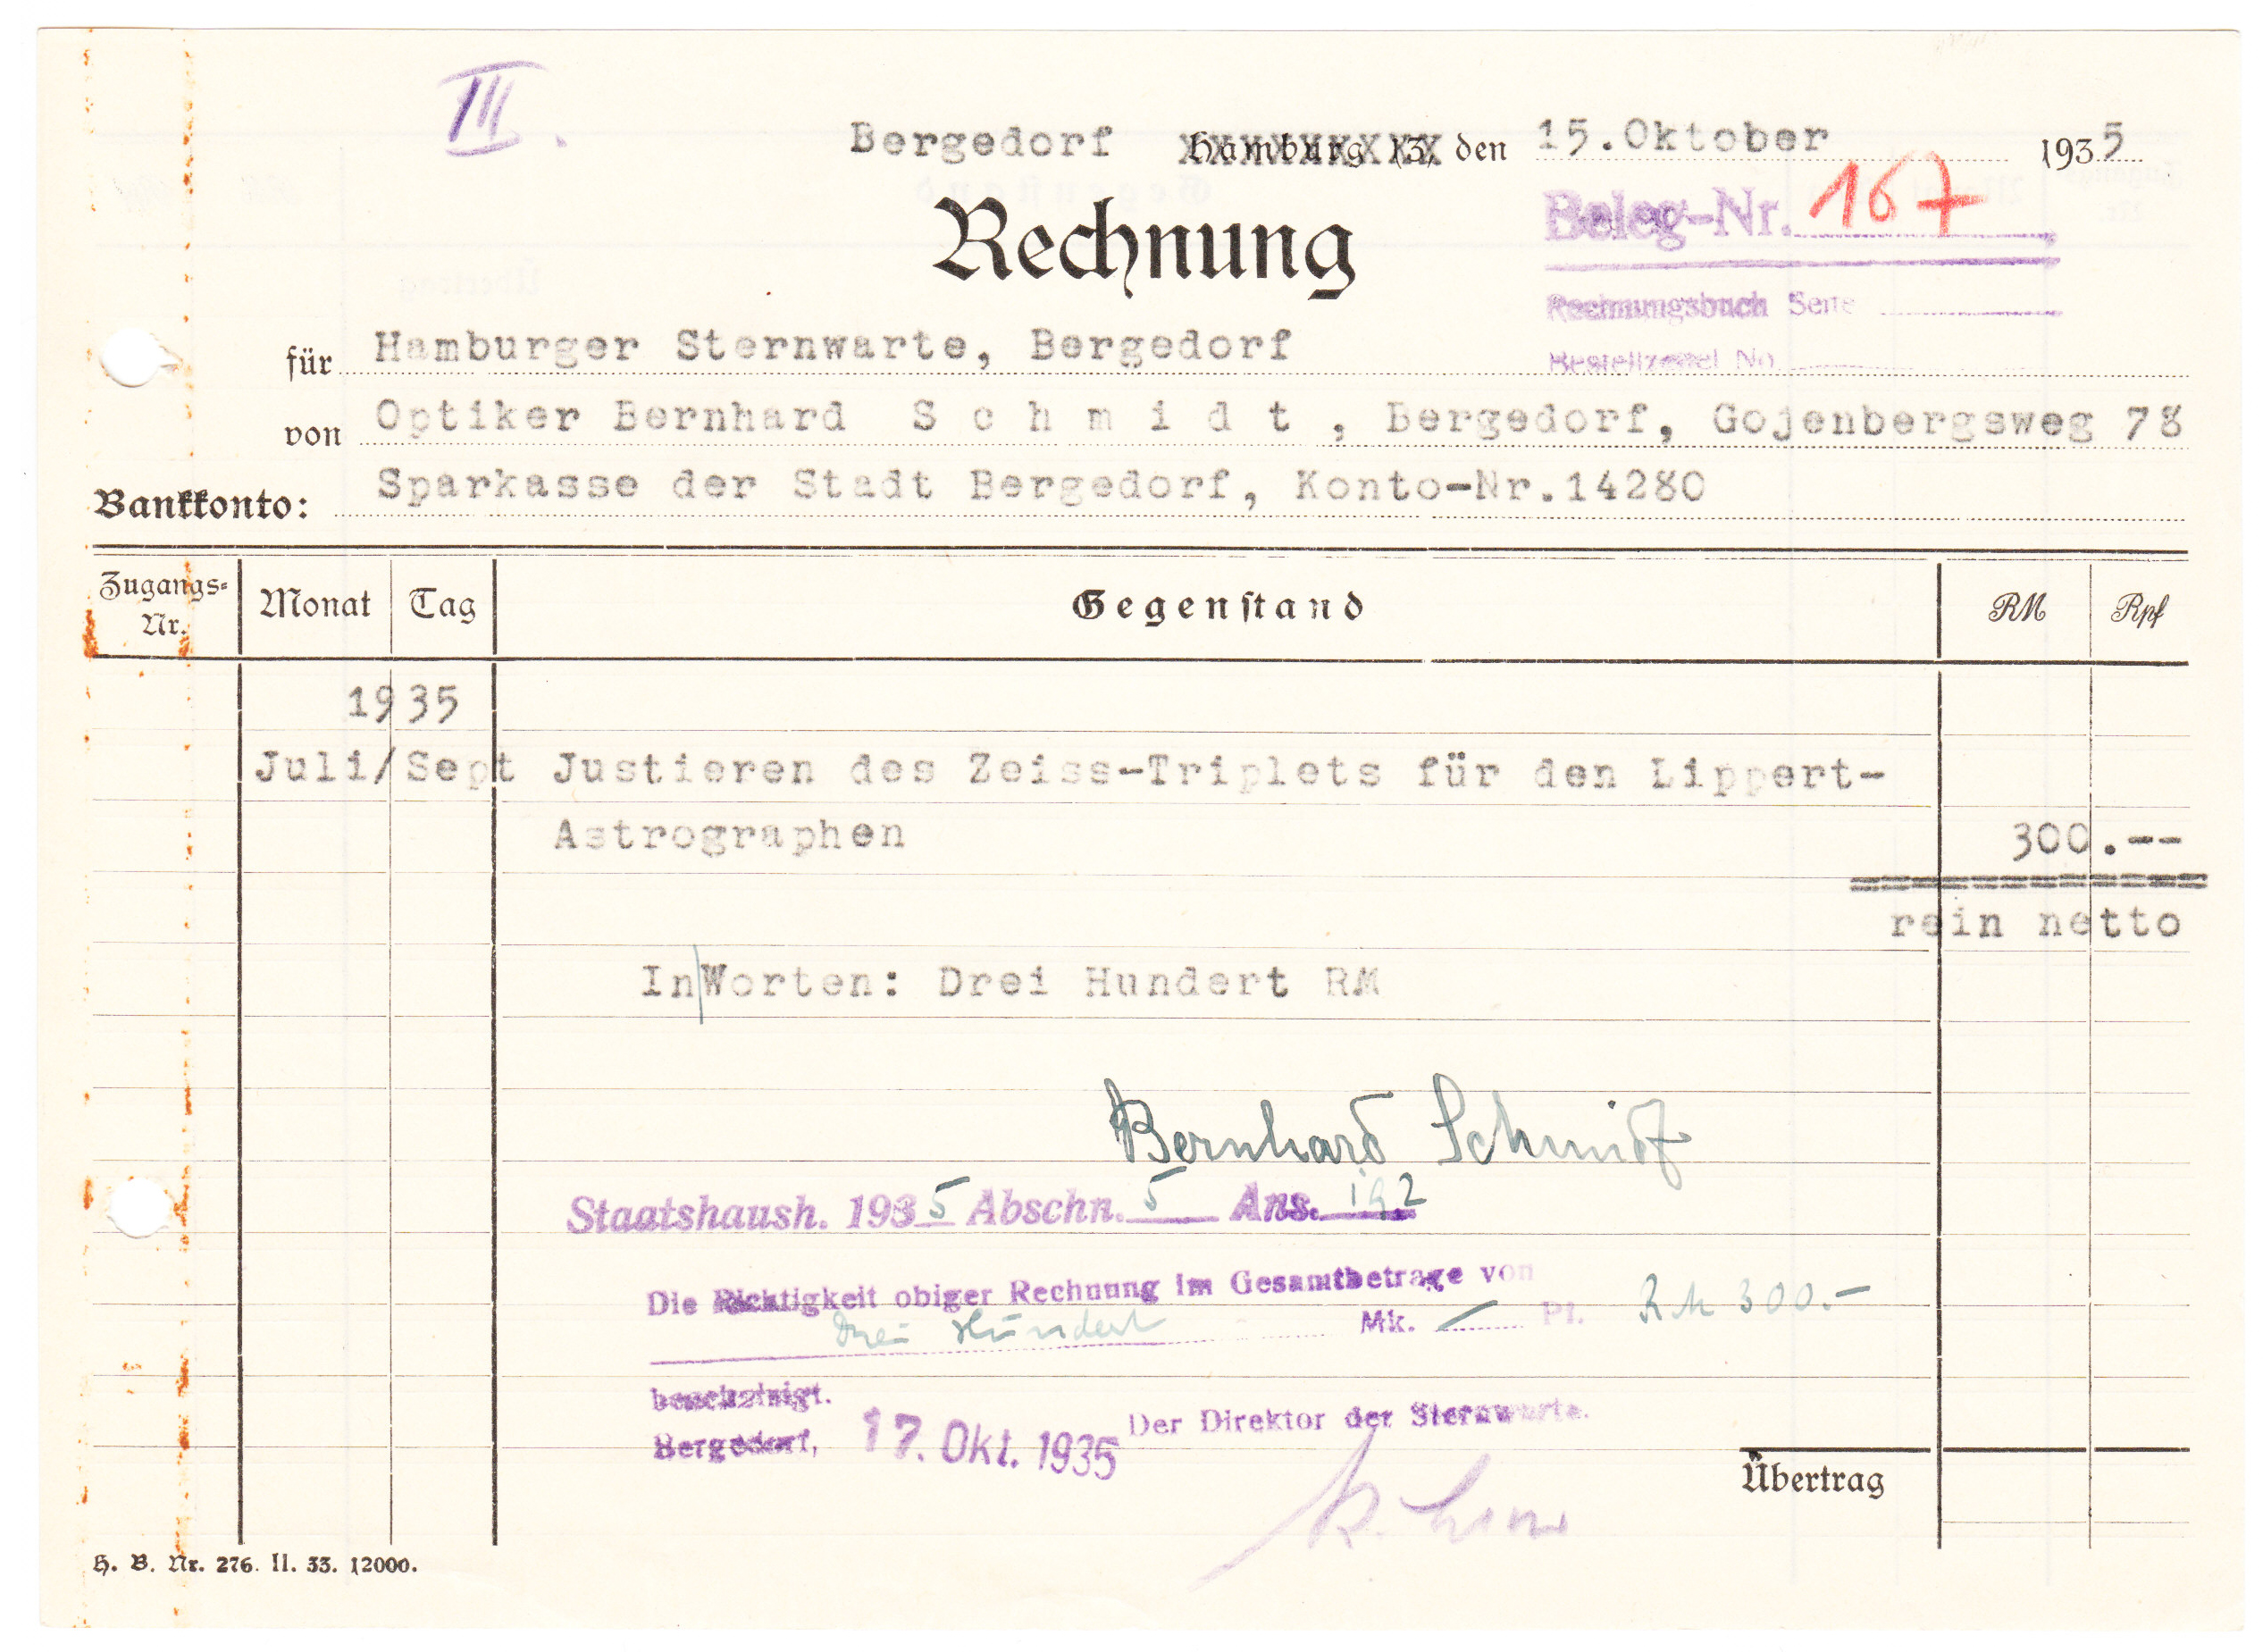 III.
Bergedorf Hamburg 13, den 15.Oktober 1935
Beleg-Nr. 167
Rechnung
Rechnungsbuch Seite
Bestellzettel No.
für Hamburger Sternwarte, Bergedorf
von Optiker Bernhard S c h m i d t , Bergedorf, Gojenbergsweg 78
Bankkonto: Sparkasse der Stadt Bergedorf, Konto-Nr.14280
Zugangs-Nr. Monat Tag Gegenstand RM Rpf
1935
Juli/Sept Justieren des Zeiss-Triplets für den Lippert-
Astrographen 300.--
rein netto
In Worten: Drei Hundert RM
Bernhard Schmidt
Staatshaush. 1935 Abschn. 5 Ans. 192
Die Richtigkeit obiger Rechnung im Gesamtbetrage von
Drei Hundert Mk. — Pf. RM 300.-
bescheinigt.
Bergedorf, 17. Okt. 1935 Der Direktor der Sternwarte.
Übertrag
H. B. Nr. 276. II. 33. 12000.